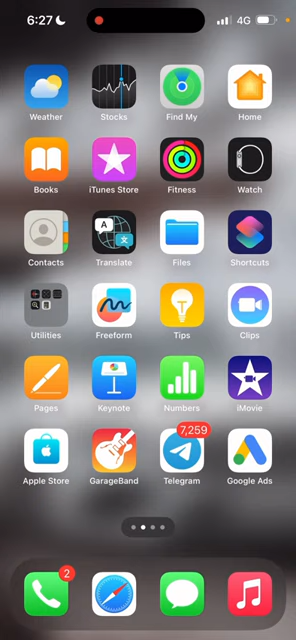 6:27 4G
Weather Stocks Find My Home
Books iTunes Store Fitness Watch
A
Contacts Translate Files Shortcuts
Utilities Freeform Tips Clips
Pages Keynote Numbers iMovie
7,259
Apple Store GarageBand Telegram Google Ads
2